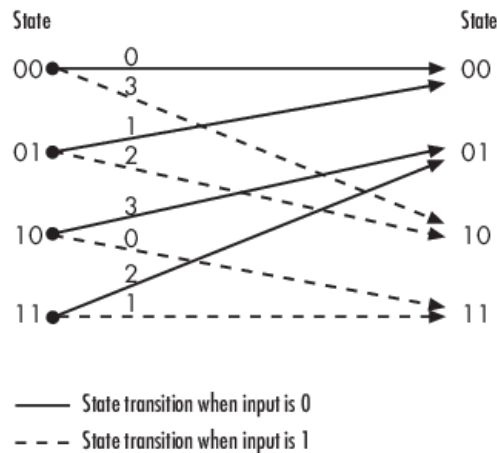 State State
00 0 00
3
1
01 2 01
3
10 0 10
2
11 1 11
State transition when input is 0
State transition when input is 1